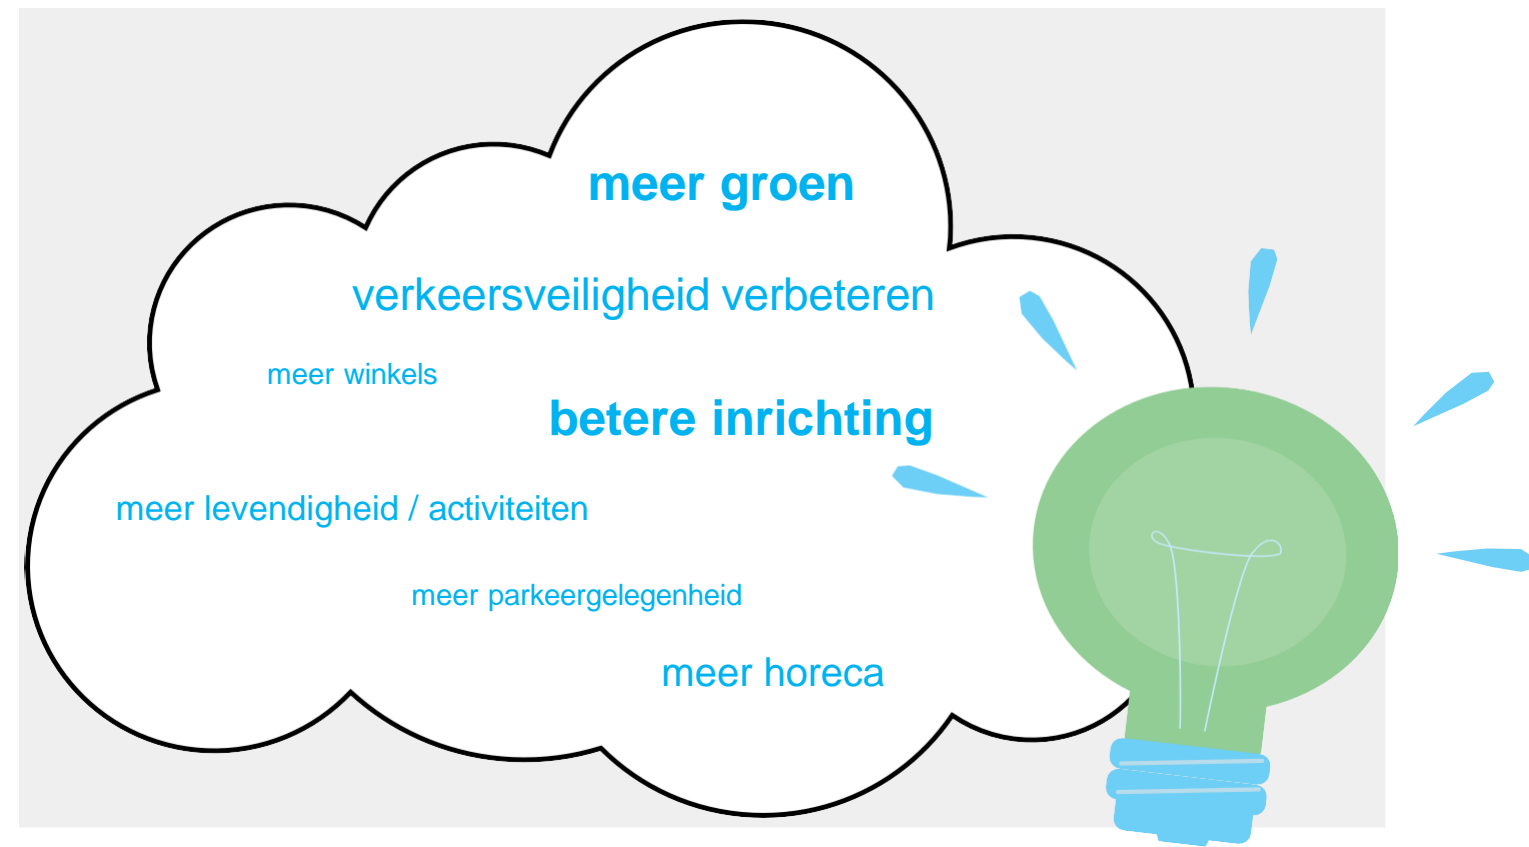 meer groen
verkeersveiligheid verbeteren
meer winkels
betere inrichting
meer levendigheid / activiteiten
meer parkeergelegenheid
meer horeca